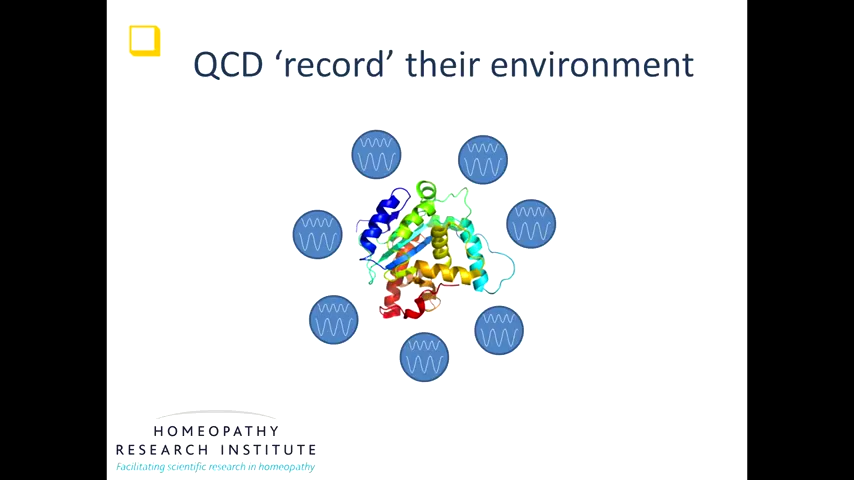 QCD ‘record’ their environment
HOMEOPATHY
RESEARCH INSTITUTE
Facilitating scientific research in homeopathy